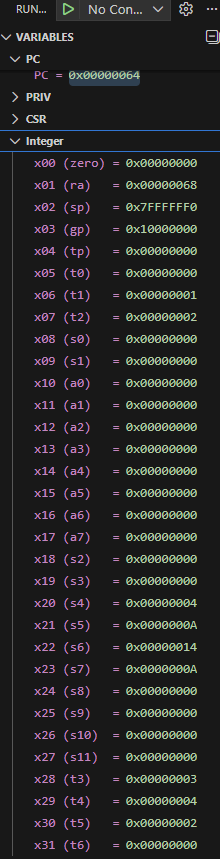 RUN... No Con...
VARIABLES
PC
PC = 0x00000064
PRIV
CSR
Integer
x00 (zero) = 0x00000000
x01 (ra) = 0x00000068
x02 (sp) = 0x7FFFFFF0
x03 (gp) = 0x10000000
x04 (tp) = 0x00000000
x05 (t0) = 0x00000000
x06 (t1) = 0x00000001
x07 (t2) = 0x00000002
x08 (s0) = 0x00000000
x09 (s1) = 0x00000000
x10 (a0) = 0x00000000
x11 (a1) = 0x00000000
x12 (a2) = 0x00000000
x13 (a3) = 0x00000000
x14 (a4) = 0x00000000
x15 (a5) = 0x00000000
x16 (a6) = 0x00000000
x17 (a7) = 0x00000000
x18 (s2) = 0x00000000
x19 (s3) = 0x00000000
x20 (s4) = 0x00000004
x21 (s5) = 0x0000000A
x22 (s6) = 0x00000014
x23 (s7) = 0x0000000A
x24 (s8) = 0x00000000
x25 (s9) = 0x00000000
x26 (s10) = 0x00000000
x27 (s11) = 0x00000000
x28 (t3) = 0x00000003
x29 (t4) = 0x00000004
x30 (t5) = 0x00000002
x31 (t6) = 0x00000000